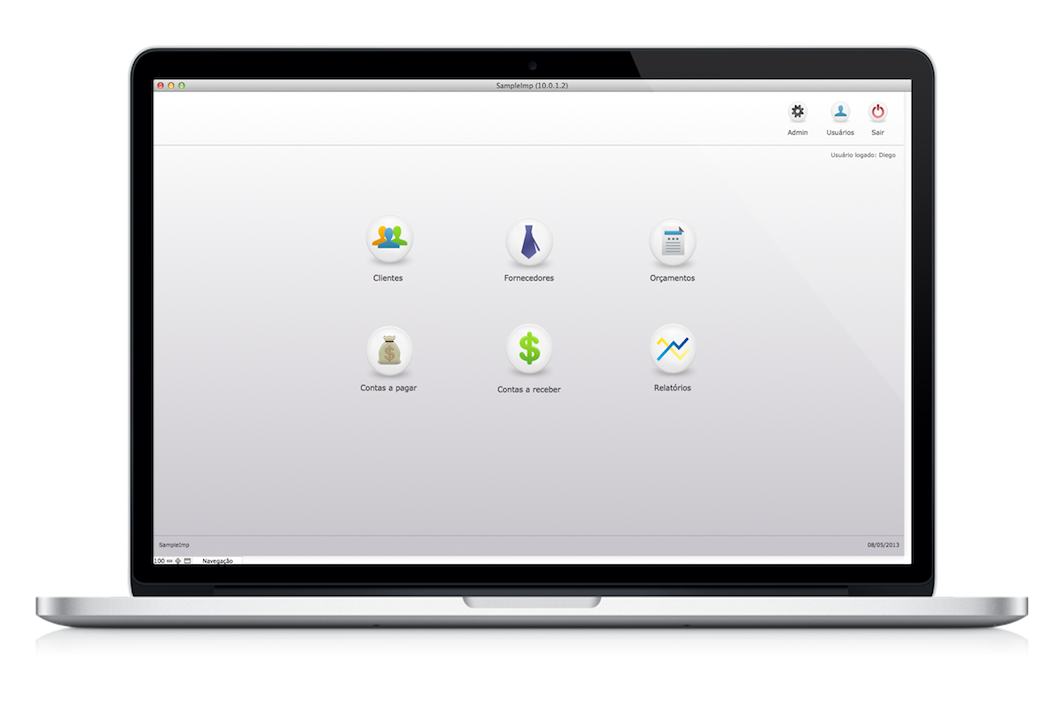 SampleImp (10.0.1.2)
Admin
Usuários
Sair
Usuário logado: Diego
Clientes
Fornecedores
Orçamentos
$
$
Contas a pagar
Contas a receber
Relatórios
SampleImp
08/05/2013
100
Navegação